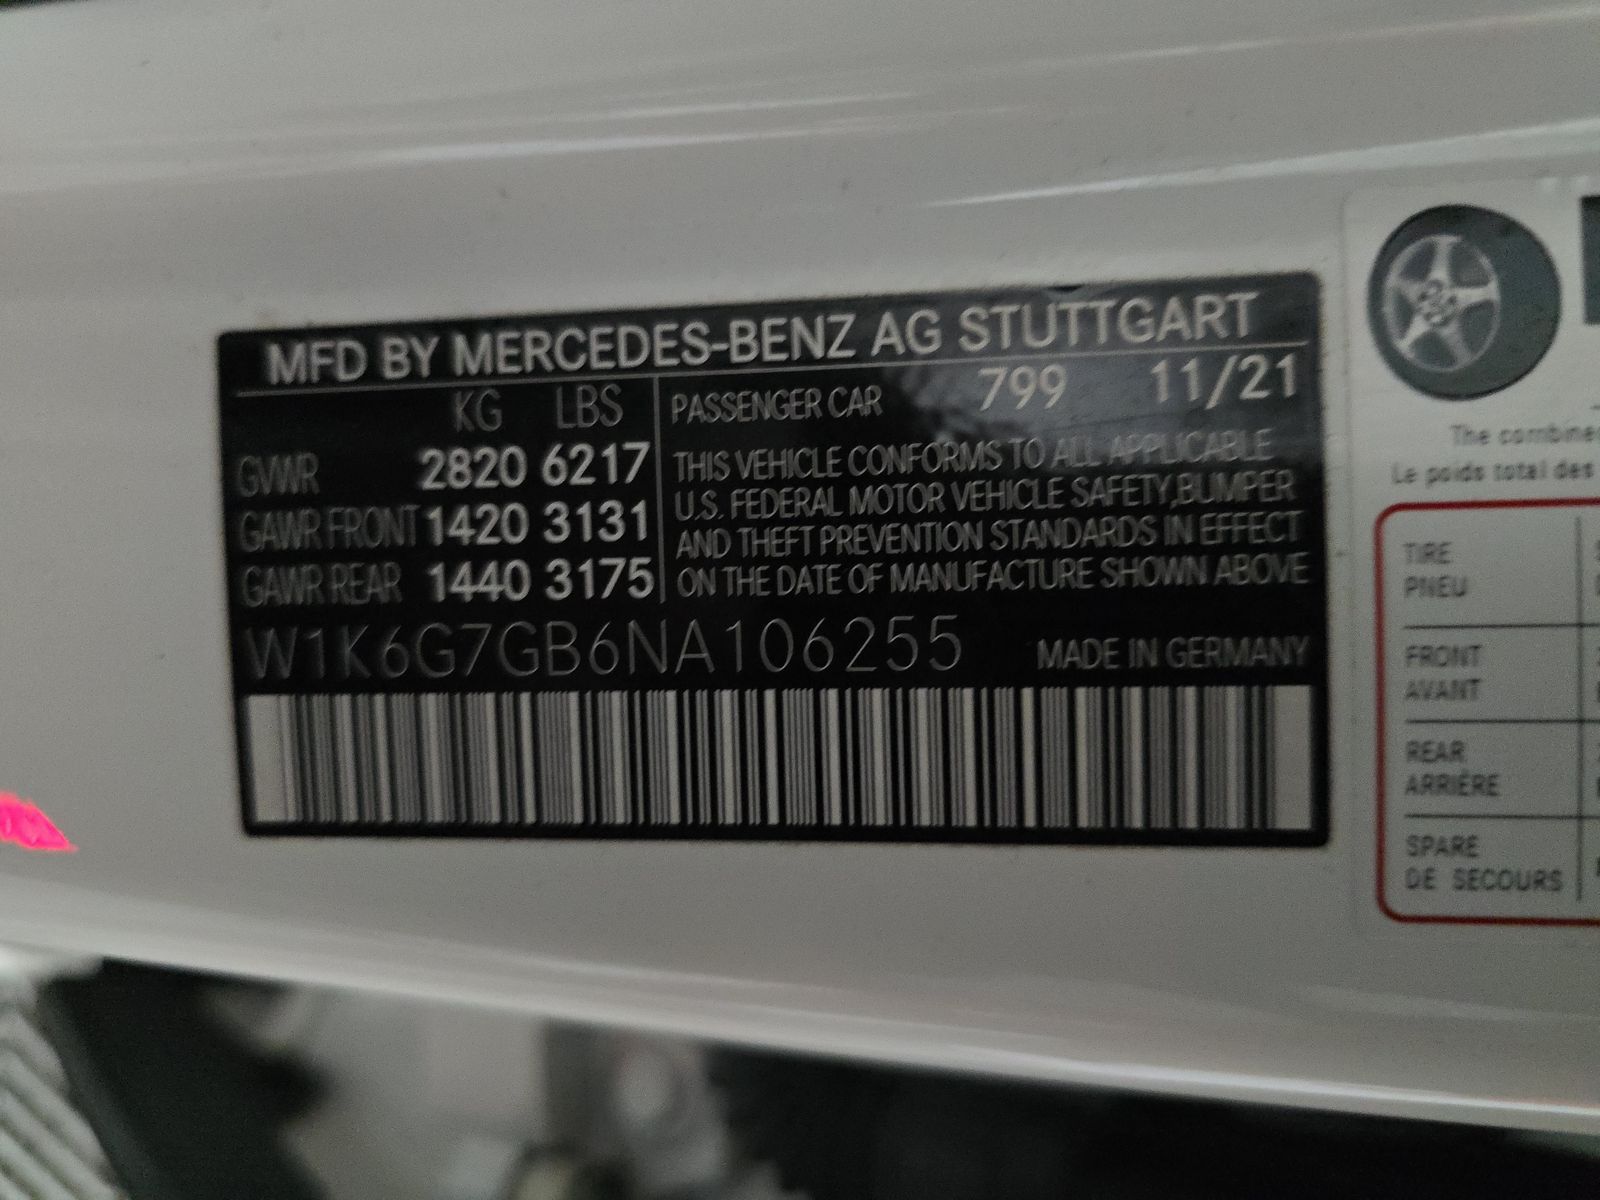 MFD BY MERCEDES-BENZ AG STUTTGART
KG LBS
PASSENGER CAR 799 11/21
GVWR 2820 6217
GAWR FRONT 1420 3131
GAWR REAR 1440 3175
THIS VEHICLE CONFORMS TO ALL APPLICABLE
U.S. FEDERAL MOTOR VEHICLE SAFETY,BUMPER
AND THEFT PREVENTION STANDARDS IN EFFECT
ON THE DATE OF MANUFACTURE SHOWN ABOVE
W1K6G7GB6NA106255 MADE IN GERMANY
The combine
Le poids total des
TIRE
PNEU
FRONT
AVANT
REAR
ARRIÈRE
SPARE
DE SECOURS